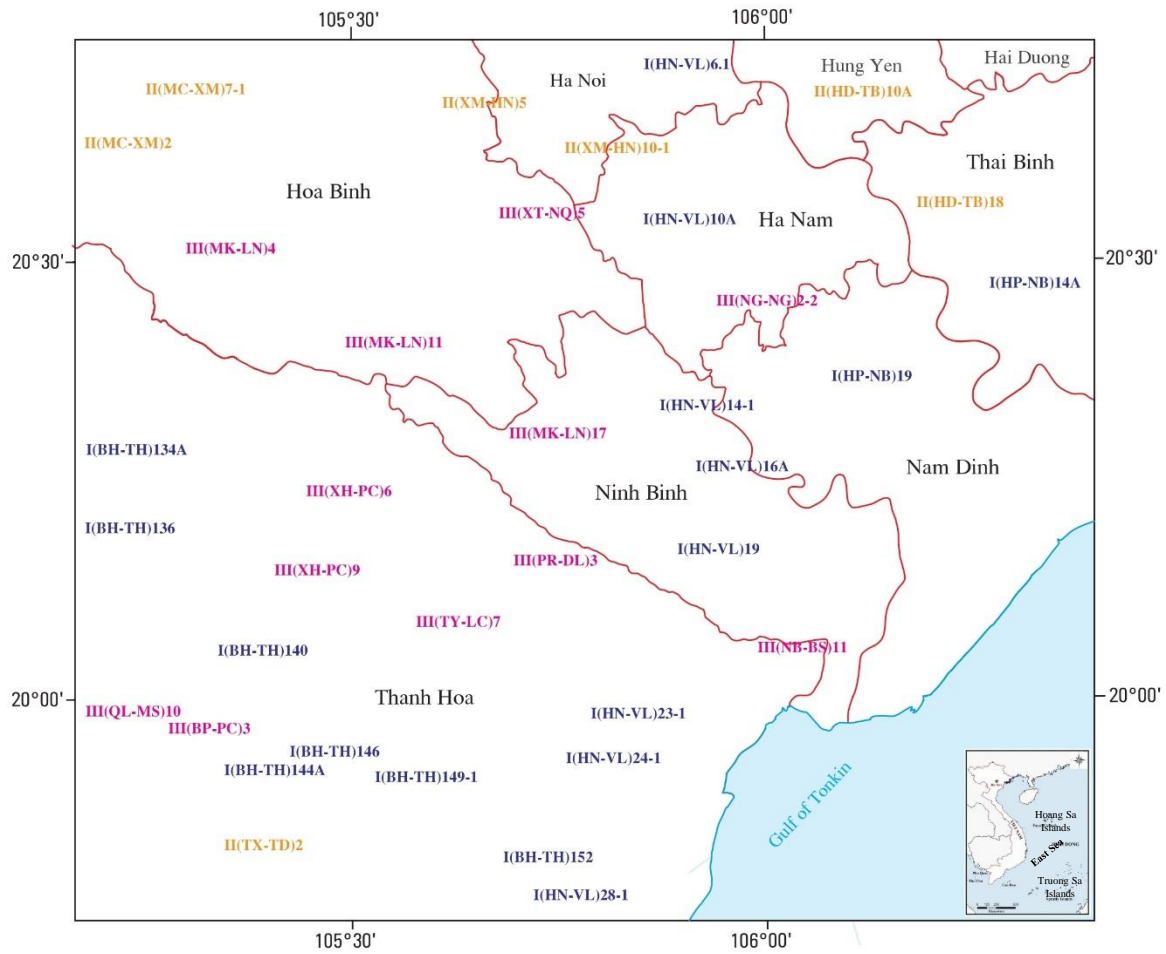 105°30'
106°00'
I(HN-VL)6.1
Hai Duong
Ha Noi
Hung Yen
II(MC-XM)7-1
II(XM-HN)5
II(HD-TB)10A
II(MC-XM)2
II(XM-HN)10-1
Thai Binh
Hoa Binh
II(HD-TB)18
III(XT-NQ)5
I(HN-VL)10A
Ha Nam
III(MK-LN)4
20°30'
20°30'
I(HP-NB)14A
III(NG-NG)2-2
III(MK-LN)11
I(HP-NB)19
I(HN-VL)14-1
III(MK-LN)17
I(BH-TH)134A
I(HN-VL)16A
Nam Dinh
III(XH-PC)6
Ninh Binh
I(BH-TH)136
I(HN-VL)19
III(PR-DL)3
III(XH-PC)9
III(TY-LC)7
I(BH-TH)140
III(NB-BS)11
20°00'
Thanh Hoa
20°00'
III(QL-MS)10
I(HN-VL)23-1
III(BP-PC)3
I(BH-TH)146
I(HN-VL)24-1
I(BH-TH)144A
I(BH-TH)149-1
Gulf of Tonkin
Hoang Sa
Islands
East Sea
II(TX-TD)2
I(BH-TH)152
Truong Sa
Islands
I(HN-VL)28-1
105°30'
106°00'